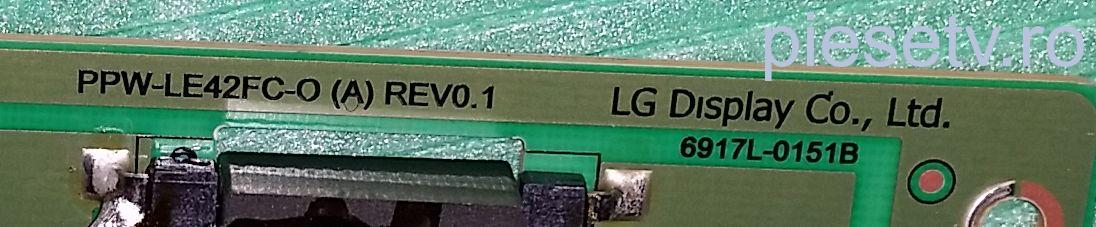 piesetv.ro
PPW-LE42FC-O (A) REV0.1
LG Display Co., Ltd.
6917L-0151B